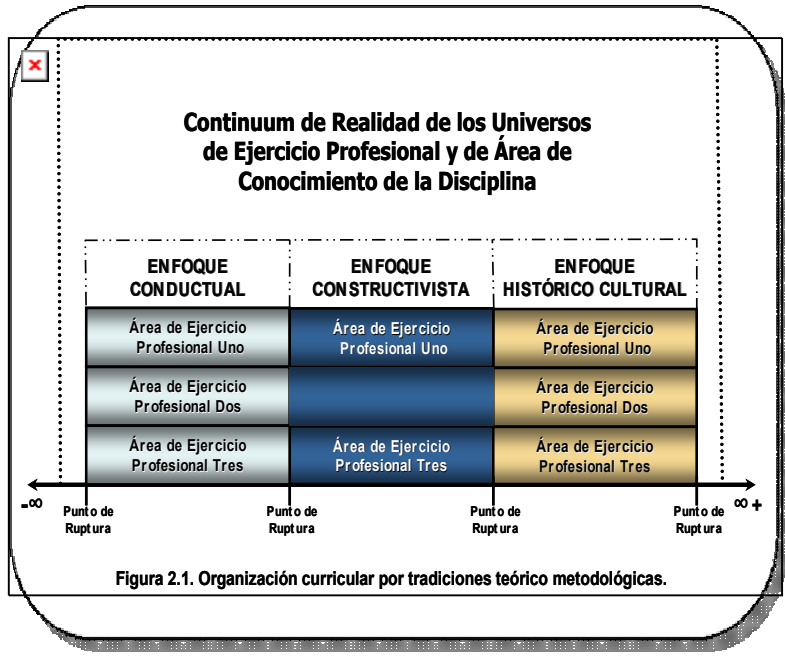 Continuum de Realidad de los Universos
de Ejercicio Profesional y de Área de
Conocimiento de la Disciplina
ENFOQUE
CONDUCTUAL
ENFOQUE
CONSTRUCTIVISTA
ENFOQUE
HISTÓRICO CULTURAL
Área de Ejercicio
Profesional Uno
Área de Ejercicio
Profesional Uno
Área de Ejercicio
Profesional Uno
Área de Ejercicio
Profesional Dos
Área de Ejercicio
Profesional Dos
Área de Ejercicio
Profesional Tres
Área de Ejercicio
Profesional Tres
Área de Ejercicio
Profesional Tres
-∞
Punto de
Ruptura
Punto de
Ruptura
Punto de
Ruptura
Punto de
Ruptura
∞+
Figura 2.1. Organización curricular por tradiciones teórico metodológicas.